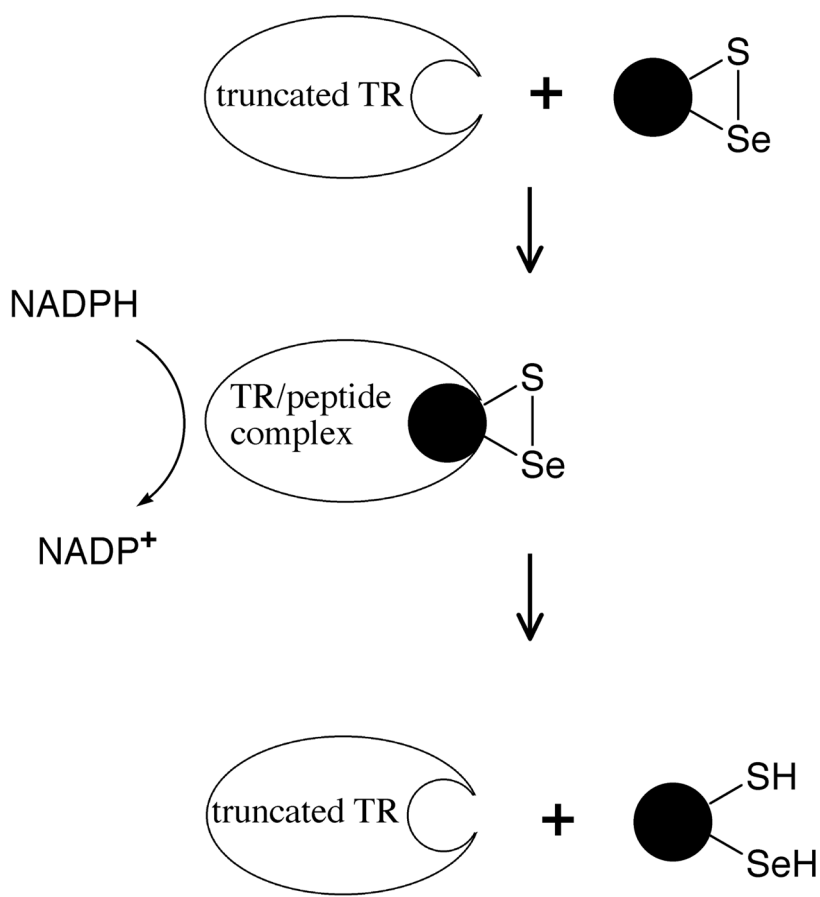 truncated TR
+
S
Se
NADPH
TR/peptide
complex
S
Se
NADP⁺
truncated TR
+
SH
SeH